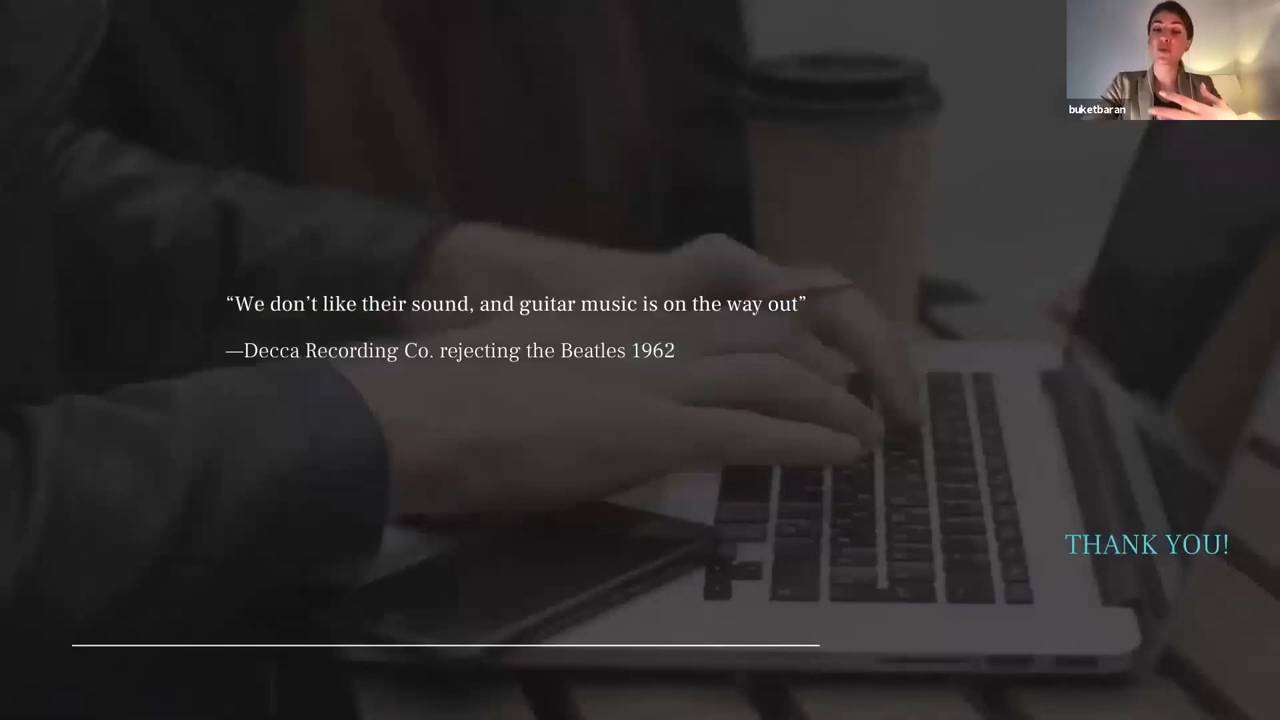 buketbaran
“We don’t like their sound, and guitar music is on the way out”
—Decca Recording Co. rejecting the Beatles 1962
THANK YOU!